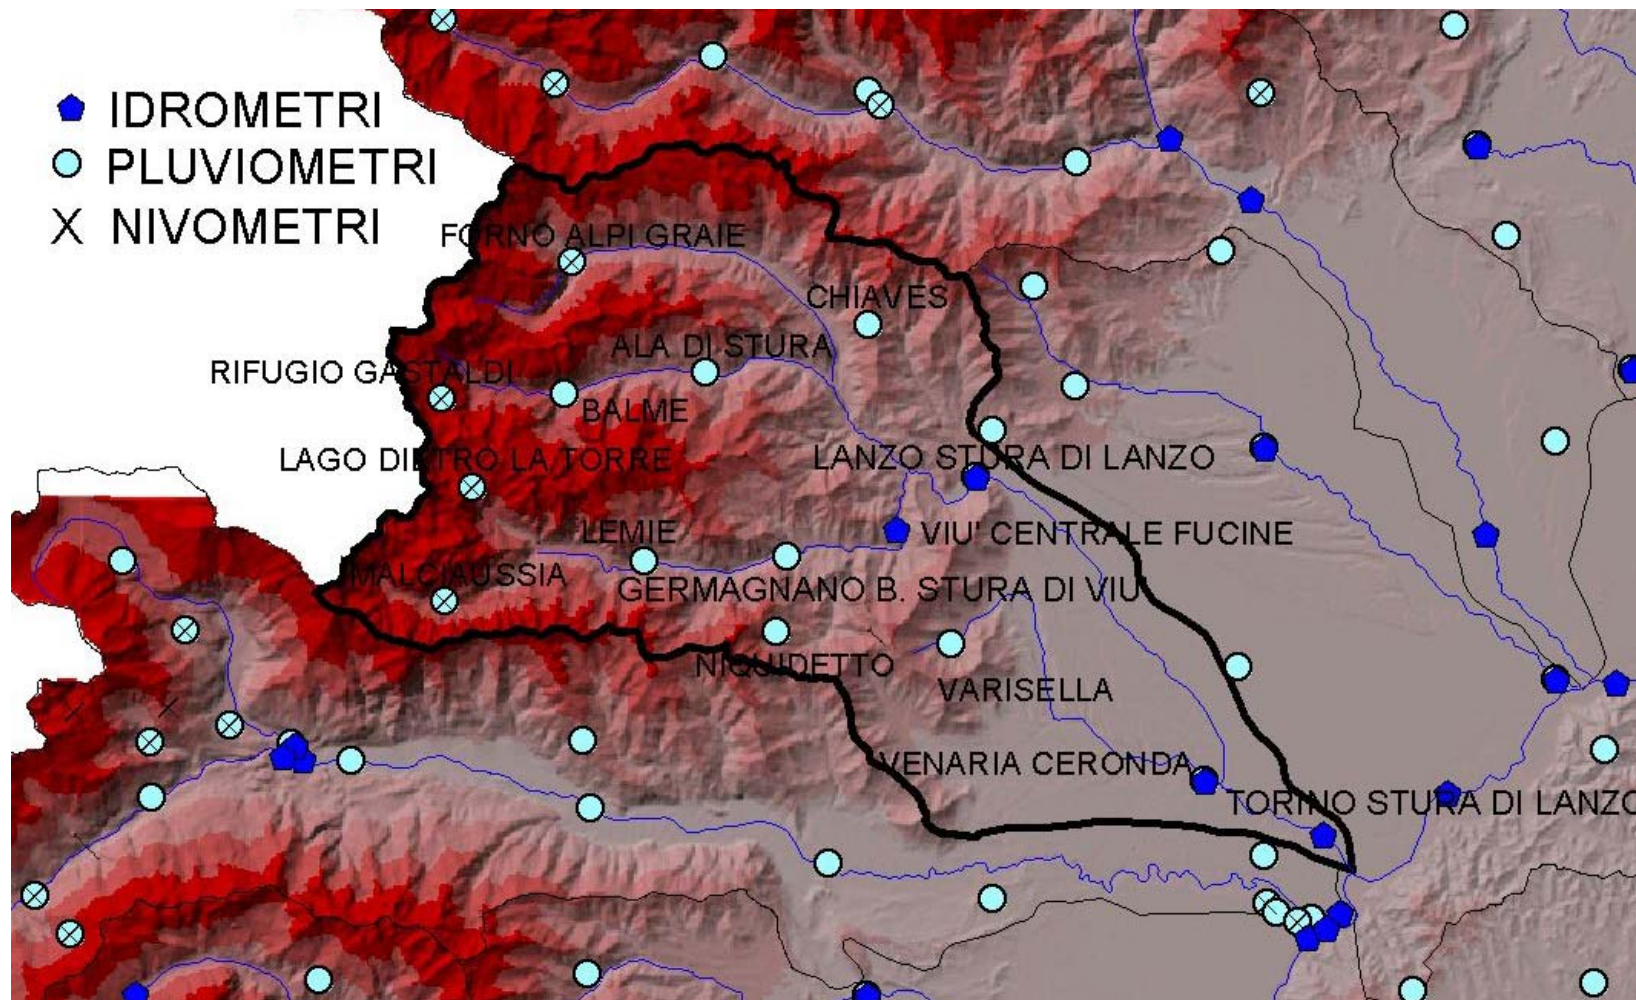 IDROMETRI
PLUVIOMETRI
NIVOMETRI
FORNO ALPI GRAIE
CHIAVES
ALA DI STURA
RIFUGIO GASTALDI
BALME
LAGO DIETRO LA TORRE
LANZO STURA DI LANZO
LEMIE
VIU' CENTRALE FUCINE
MALCIAUSSIA
GERMAGNANO B. STURA DI VIU'
NIQUIDETTO
VARISELLA
VENARIA CERONDA
TORINO STURA DI LANZO